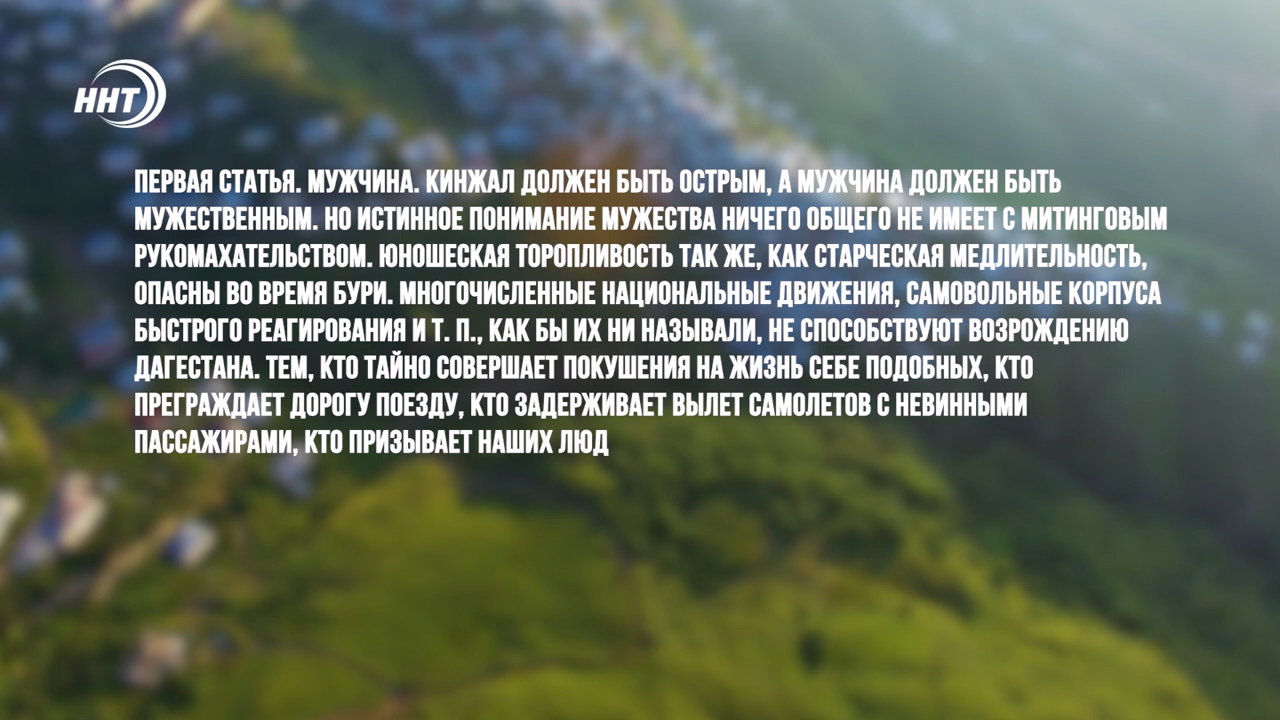 ННТ
ПЕРВАЯ СТАТЬЯ. МУЖЧИНА. КИНЖАЛ ДОЛЖЕН БЫТЬ ОСТРЫМ, А МУЖЧИНА ДОЛЖЕН БЫТЬ
МУЖЕСТВЕННЫМ. НО ИСТИННОЕ ПОНИМАНИЕ МУЖЕСТВА НИЧЕГО ОБЩЕГО НЕ ИМЕЕТ С МИТИНГОВЫМ
РУКОМАХАТЕЛЬСТВОМ. ЮНОШЕСКАЯ ТОРОПЛИВОСТЬ ТАК ЖЕ, КАК СТАРЧЕСКАЯ МЕДЛИТЕЛЬНОСТЬ,
ОПАСНЫ ВО ВРЕМЯ БУРИ. МНОГОЧИСЛЕННЫЕ НАЦИОНАЛЬНЫЕ ДВИЖЕНИЯ, САМОВОЛЬНЫЕ КОРПУСА
БЫСТРОГО РЕАГИРОВАНИЯ И Т. П., КАК БЫ ИХ НИ НАЗЫВАЛИ, НЕ СПОСОБСТВУЮТ ВОЗРОЖДЕНИЮ
ДАГЕСТАНА. ТЕМ, КТО ТАЙНО СОВЕРШАЕТ ПОКУШЕНИЯ НА ЖИЗНЬ СЕБЕ ПОДОБНЫХ, КТО
ПРЕГРАЖДАЕТ ДОРОГУ ПОЕЗДУ, КТО ЗАДЕРЖИВАЕТ ВЫЛЕТ САМОЛЕТОВ С НЕВИННЫМИ
ПАССАЖИРАМИ, КТО ПРИЗЫВАЕТ НАШИХ ЛЮД